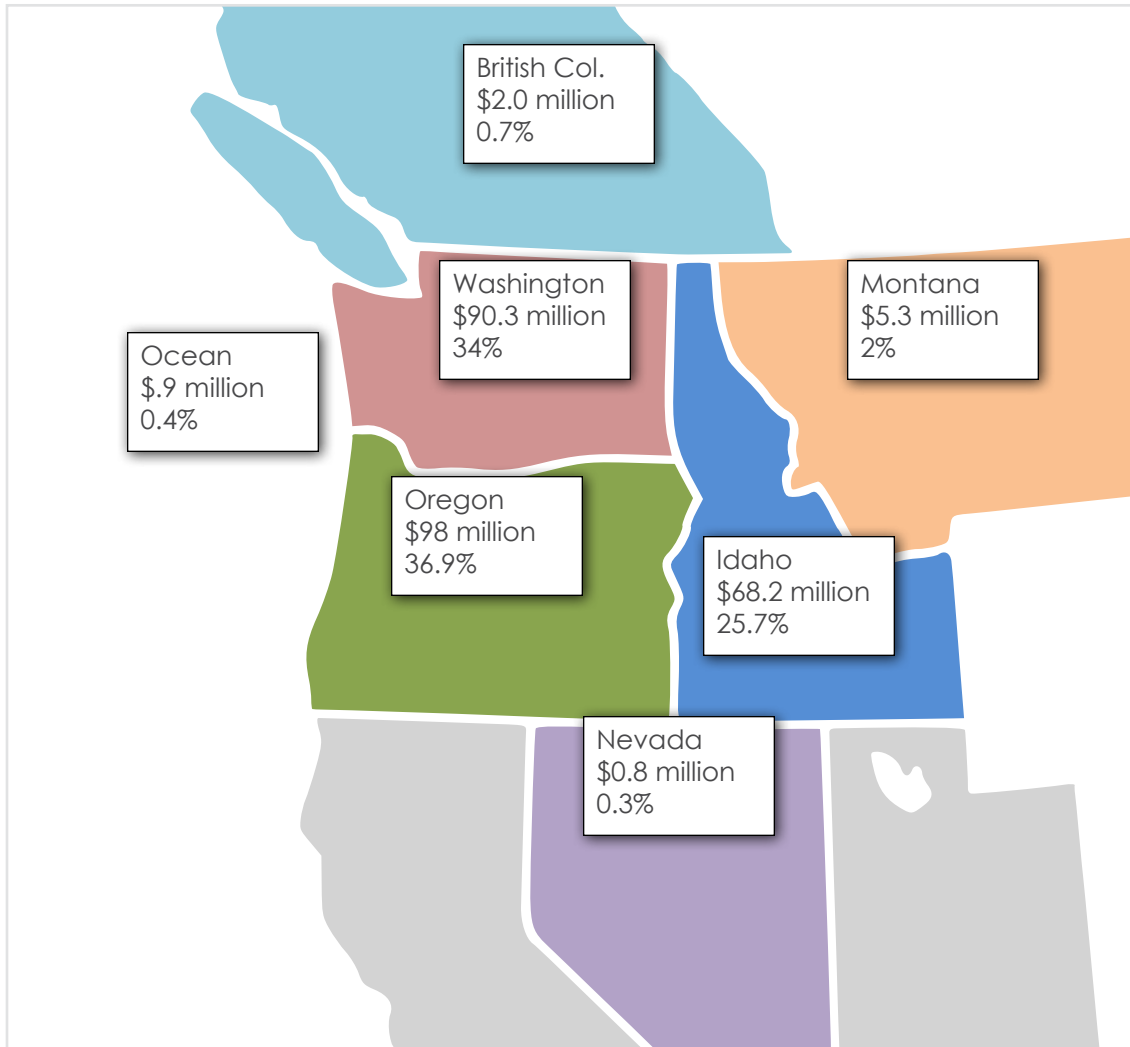 British Col.
$2.0 million
0.7%
Washington
$90.3 million
34%
Montana
$5.3 million
2%
Ocean
$.9 million
0.4%
Oregon
$98 million
36.9%
Idaho
$68.2 million
25.7%
Nevada
$0.8 million
0.3%